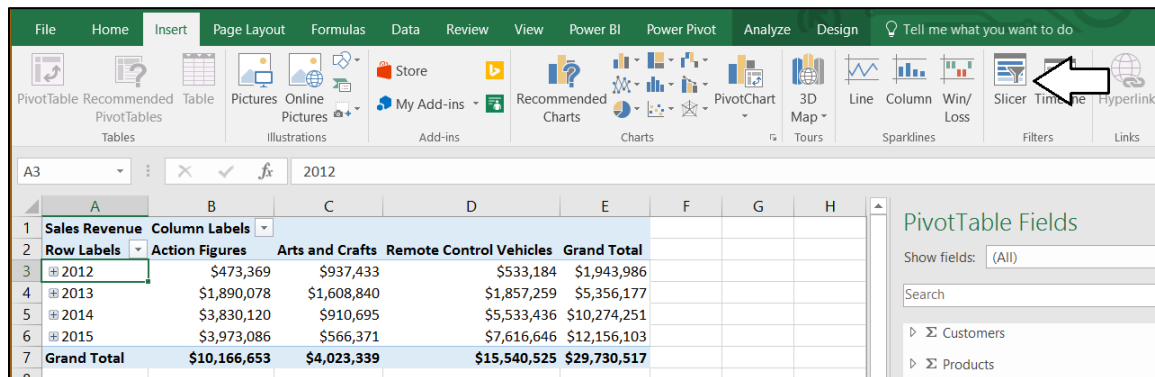 File Home Insert Page Layout Formulas Data Review View Power BI Power Pivot Analyze Design Tell me what you want to do
Store
My Add-ins
PivotTable Recommended Table Pictures Online Recommended PivotChart 3D Line Column Win/ Slicer Hyperlink
PivotTables Pictures Charts Map Loss
Tables Illustrations Add-ins Charts Tours Sparklines Filters Links
A3 fx 2012
A B C D E F G H
1 Sales Revenue Column Labels
2 Row Labels Action Figures Arts and Crafts Remote Control Vehicles Grand Total
3 2012 $473,369 $937,433 $533,184 $1,943,986
4 2013 $1,890,078 $1,608,840 $1,857,259 $5,356,177
5 2014 $3,830,120 $910,695 $5,533,436 $10,274,251
6 2015 $3,973,086 $566,371 $7,616,646 $12,156,103
7 Grand Total $10,166,653 $4,023,339 $15,540,525 $29,730,517
PivotTable Fields
Show fields: (All)
Search
Σ Customers
Σ Products